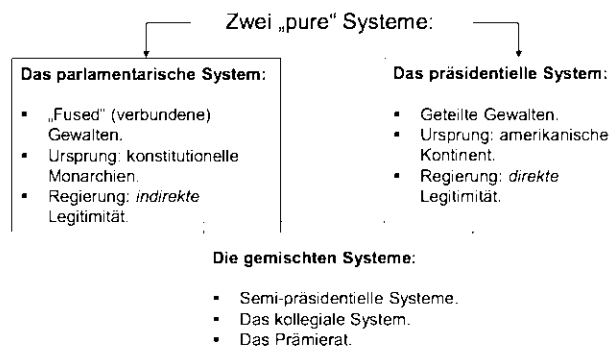 Zwei „pure" Systeme:
Das parlamentarische System:
▪ „Fused" (verbundene)
Gewalten.
▪ Ursprung: konstitutionelle
Monarchien.
▪ Regierung: indirekte
Legitimität.
Das präsidentielle System:
▪ Geteilte Gewalten.
▪ Ursprung: amerikanische
Kontinent.
▪ Regierung: direkte
Legitimität.
Die gemischten Systeme:
▪ Semi-präsidentielle Systeme.
▪ Das kollegiale System.
▪ Das Prämierat.